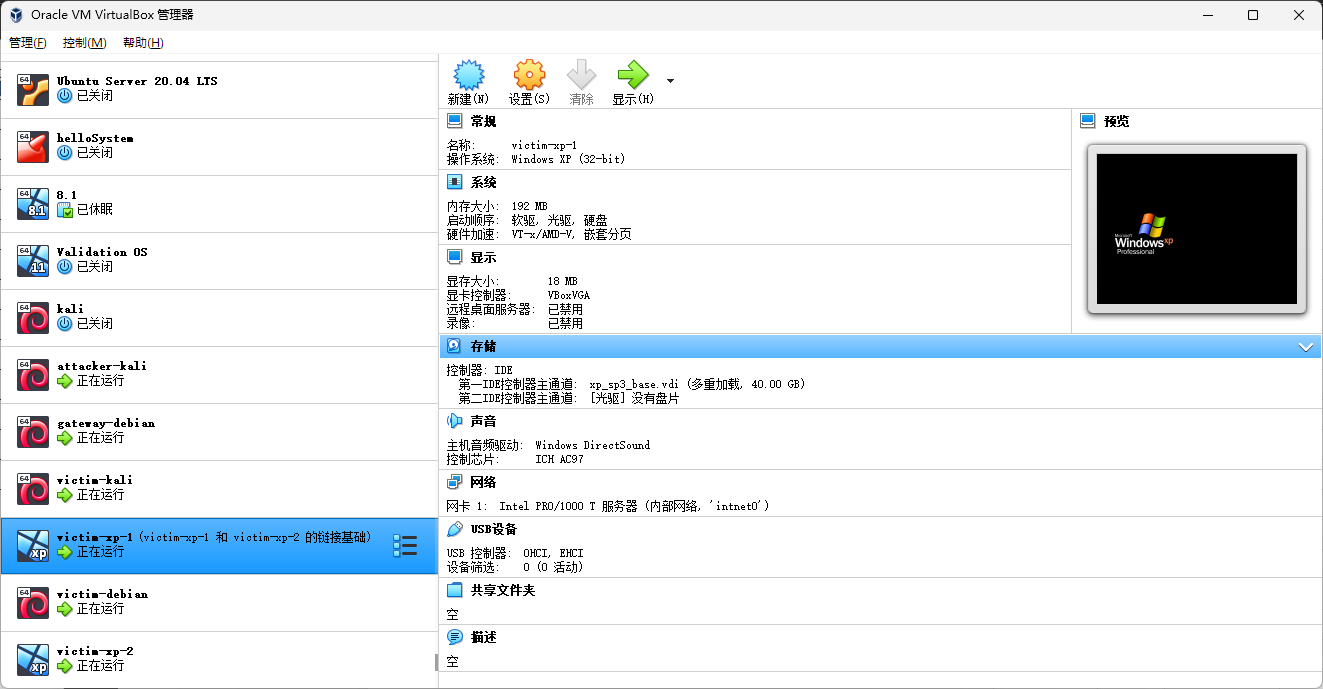 Oracle VM VirtualBox 管理器
管理(F) 控制(M) 帮助(H)
64
Ubuntu Server 20.04 LTS
已关闭
64
helloSystem
已关闭
64
8.1
8.1
已休眠
64
11
Validation OS
已关闭
64
kali
已关闭
64
attacker-kali
正在运行
64
gateway-debian
正在运行
64
victim-kali
正在运行
xp
victim-xp-1 (victim-xp-1 和 victim-xp-2 的链接基础)
正在运行
64
victim-debian
正在运行
xp
victim-xp-2
正在运行
新建(N) 设置(S) 清除 显示(H)
常规
名称: victim-xp-1
操作系统: Windows XP (32-bit)
系统
内存大小: 192 MB
启动顺序: 软驱, 光驱, 硬盘
硬件加速: VT-x/AMD-V, 嵌套分页
显示
显存大小: 18 MB
显卡控制器: VBoxVGA
远程桌面服务器: 已禁用
录像: 已禁用
预览
Microsoft
Windows xp
Professional
存储
控制器: IDE
第一IDE控制器主通道: xp_sp3_base.vdi (多重加载, 40.00 GB)
第二IDE控制器主通道: [光驱] 没有盘片
声音
主机音频驱动: Windows DirectSound
控制芯片: ICH AC97
网络
网卡 1: Intel PRO/1000 T 服务器 (内部网络, 'intnet0')
USB设备
USB 控制器: OHCI, EHCI
设备筛选: 0 (0 活动)
共享文件夹
空
描述
空